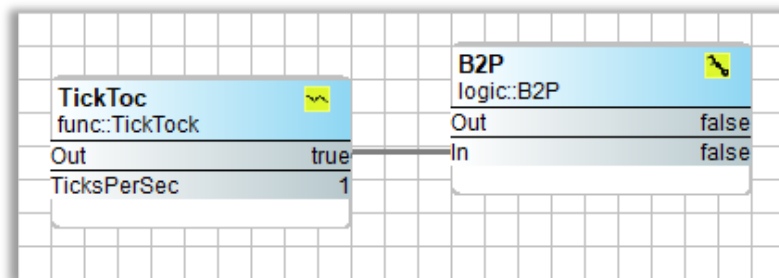 TickToc
func::TickTock
Out true
TicksPerSec 1
B2P
logic::B2P
Out false
In false